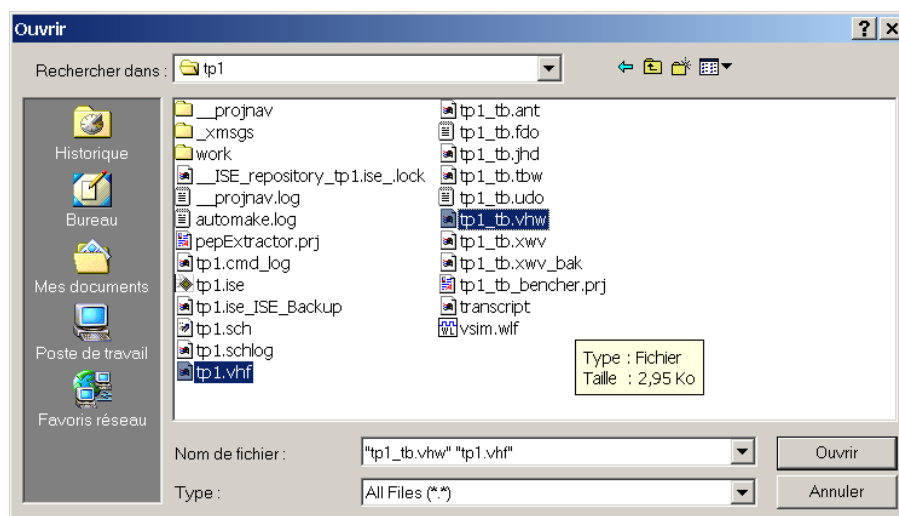 Ouvrir
Rechercher dans : tp1
Historique
Bureau
Mes documents
Poste de travail
Favoris réseau
__projnav
_xmsgs
work
__ISE_repository_tp1.ise_.lock
__projnav.log
automake.log
pepExtractor.prj
tp1.cmd_log
tp1.ise
tp1.ise_ISE_Backup
tp1.sch
tp1.schlog
tp1.vhf
tp1_tb.ant
tp1_tb.fdo
tp1_tb.jhd
tp1_tb.tbw
tp1_tb.udo
tp1_tb.vhw
tp1_tb.xwv
tp1_tb.xwv_bak
tp1_tb_bencher.prj
transcript
vsim.wlf
Type : Fichier
Taille : 2,95 Ko
Nom de fichier : "tp1_tb.vhw" "tp1.vhf" Ouvrir
Type : All Files (*.*) Annuler